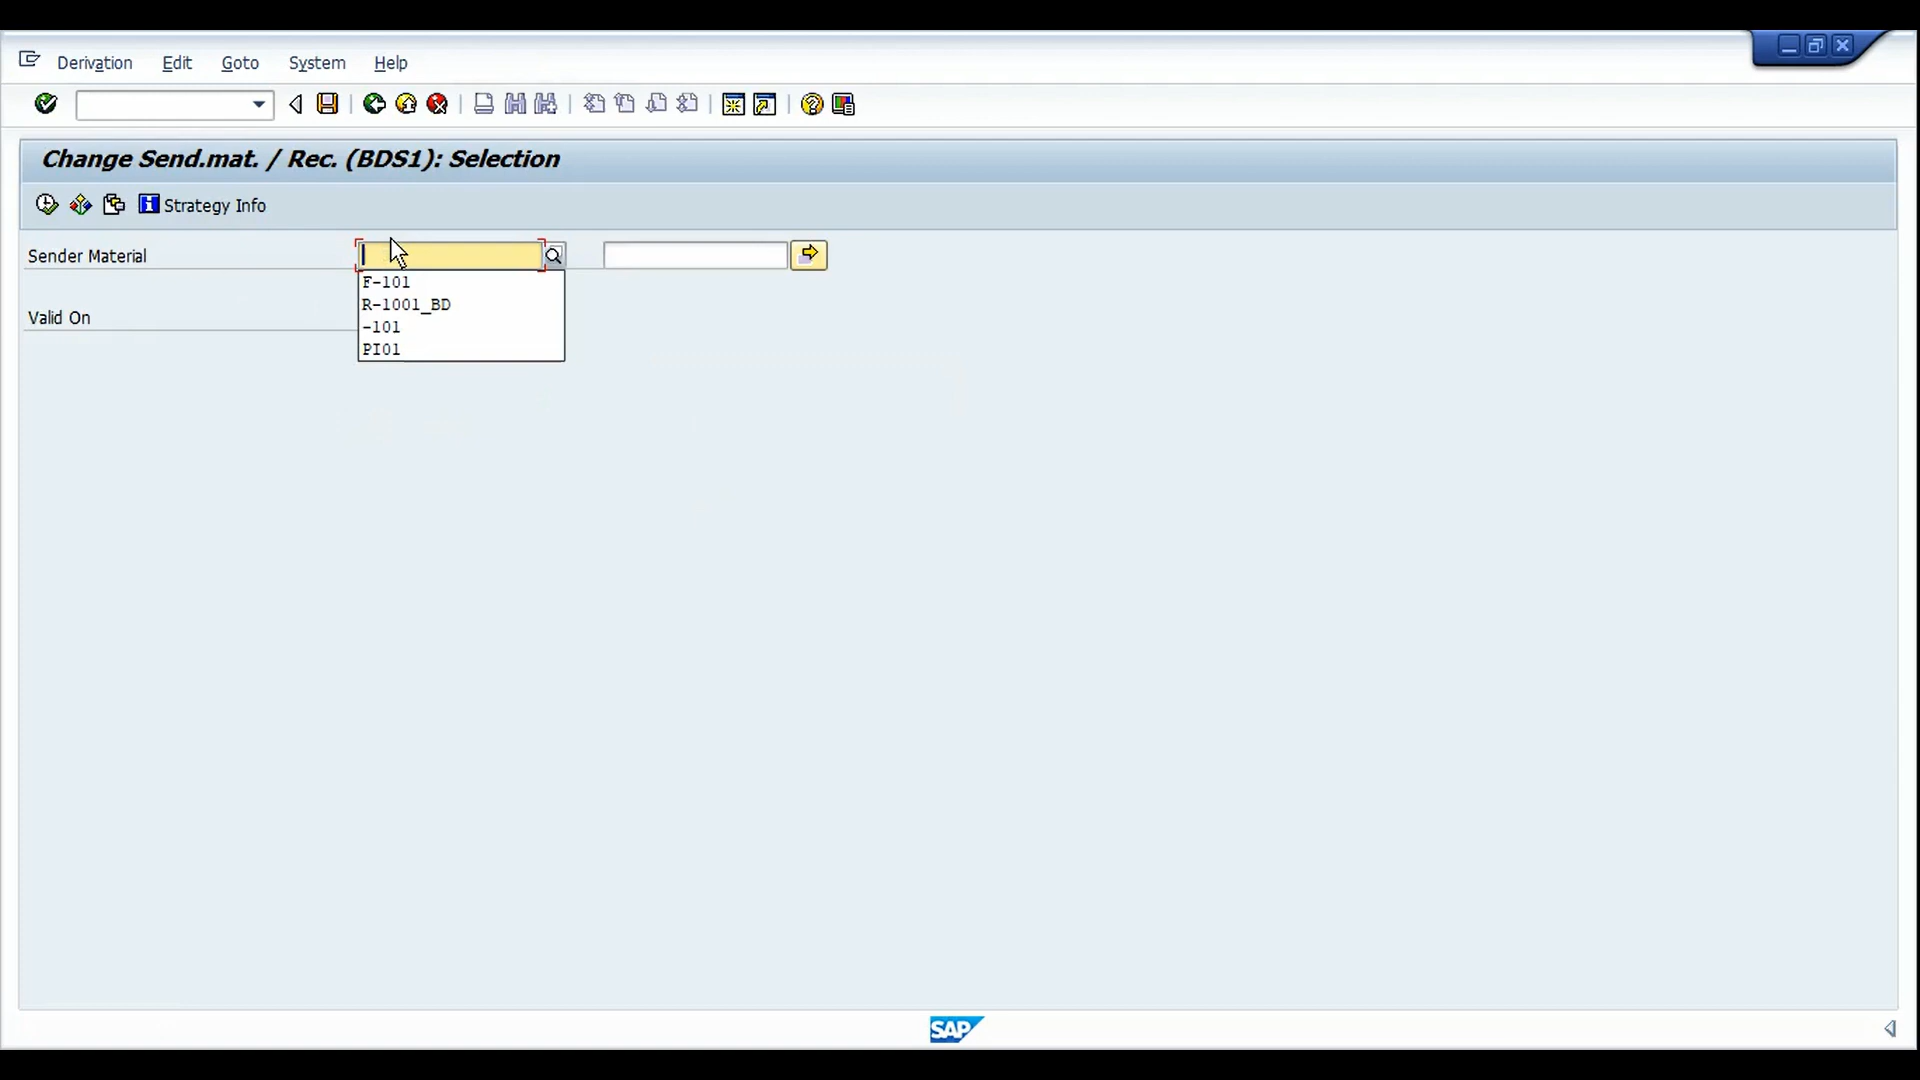 Derivation Edit Goto System Help
Change Send.mat. / Rec. (BDS1): Selection
Strategy Info
Sender Material
F-101
R-1001_BD
-101
PI01
Valid On
SAP